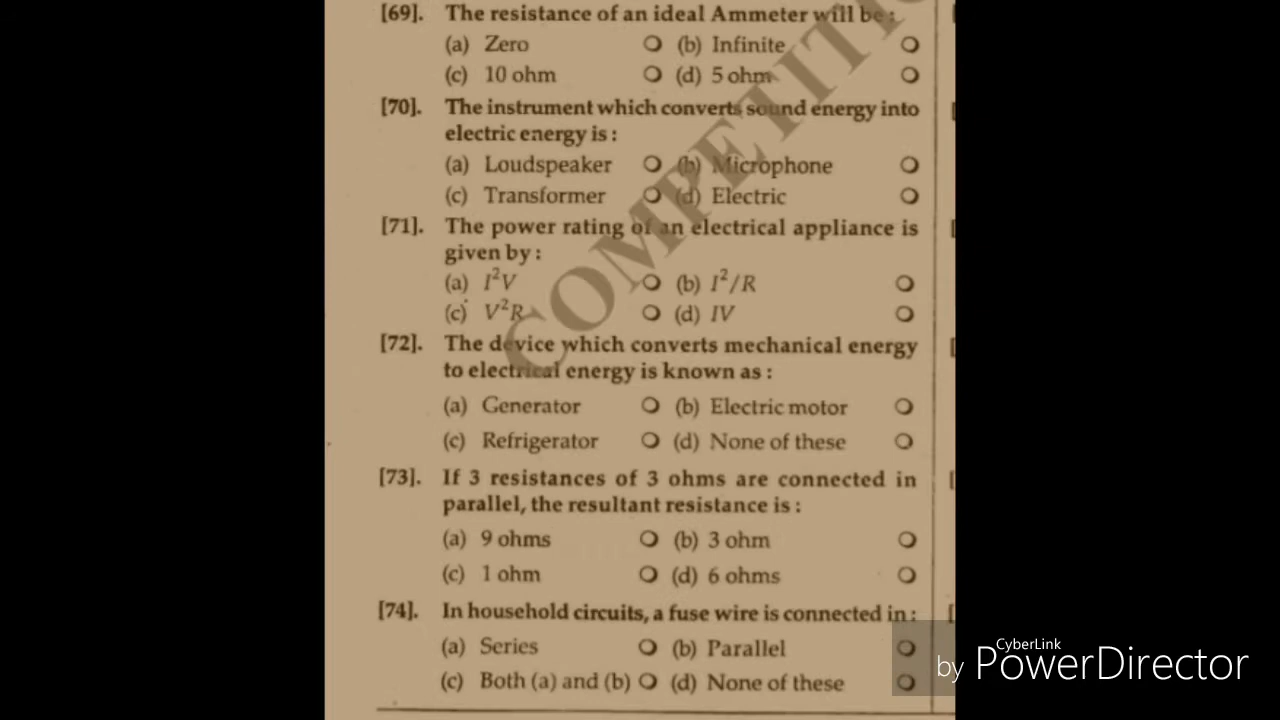 [69]. The resistance of an ideal Ammeter will be :
(a) Zero O (b) Infinite O
(c) 10 ohm O (d) 5 ohm O
[70]. The instrument which converts sound energy into
electric energy is :
(a) Loudspeaker O (b) Microphone O
(c) Transformer O (d) Electric O
[71]. The power rating of an electrical appliance is
given by :
(a) I²V O (b) I²/R O
(c) V²R O (d) IV O
[72]. The device which converts mechanical energy
to electrical energy is known as :
(a) Generator O (b) Electric motor O
(c) Refrigerator O (d) None of these O
[73]. If 3 resistances of 3 ohms are connected in
parallel, the resultant resistance is :
(a) 9 ohms O (b) 3 ohm O
(c) 1 ohm O (d) 6 ohms O
[74]. In household circuits, a fuse wire is connected in :
(a) Series O (b) Parallel O
(c) Both (a) and (b) O (d) None of these O
CyberLink
by PowerDirector